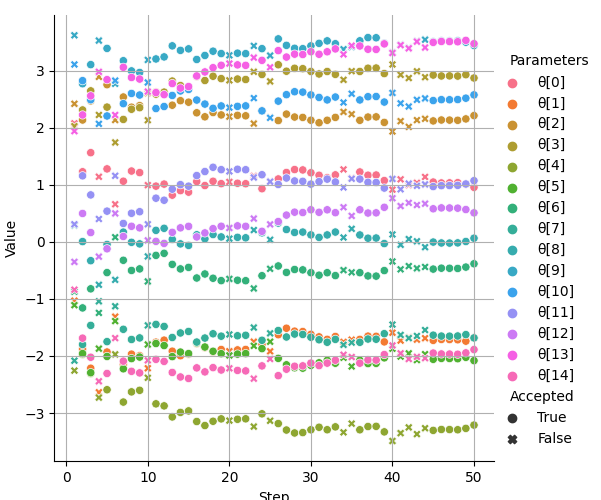 Parameters
θ[0]
θ[1]
θ[2]
θ[3]
θ[4]
θ[5]
θ[6]
θ[7]
θ[8]
θ[9]
θ[10]
θ[11]
θ[12]
θ[13]
θ[14]
Accepted
True
False
Value
3
2
1
0
−1
−2
−3
0
10
20
30
40
50
Step